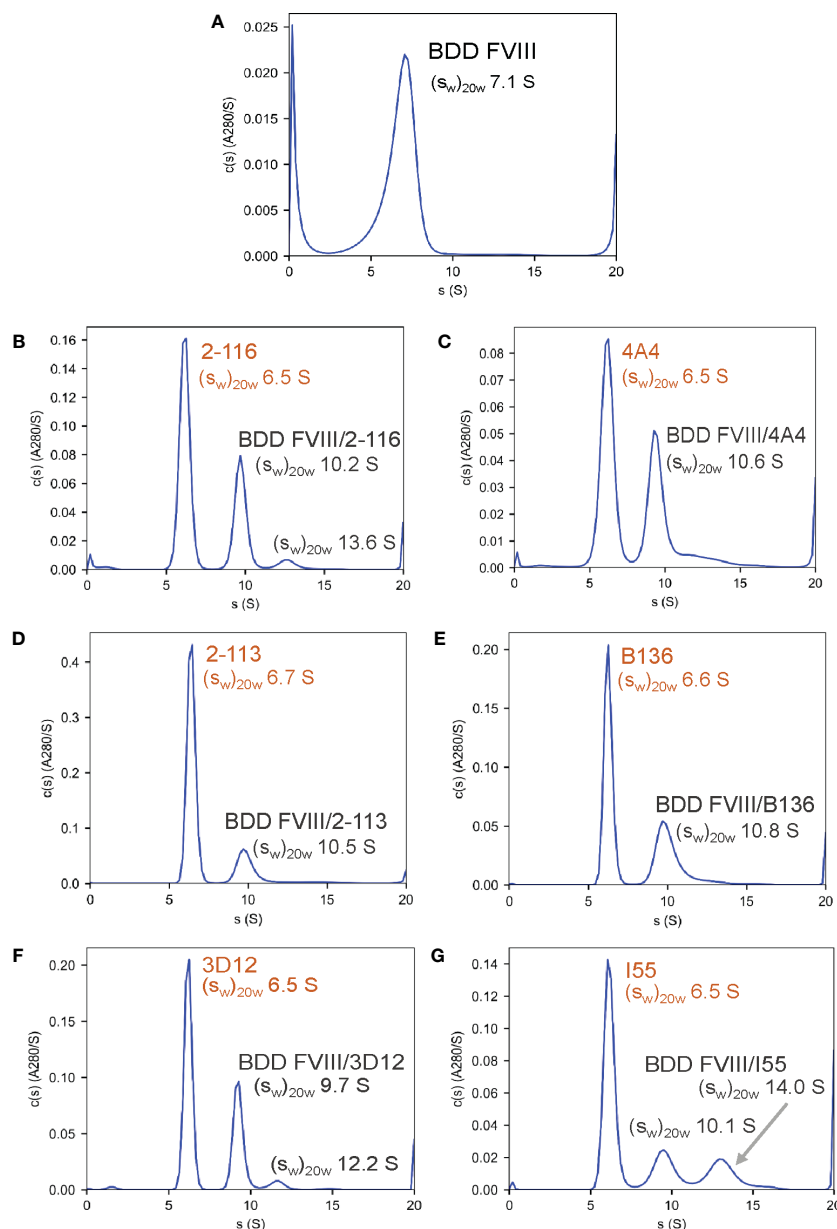 A
BDD FVIII
(sw)20w 7.1 S
c(s) (A280/S)
0.025
0.020
0.015
0.010
0.005
0.000
0 5 10 15 20
s (S)
B
2-116
(sw)20w 6.5 S
BDD FVIII/2-116
(sw)20w 10.2 S
(sw)20w 13.6 S
c(s) (A280/S)
0.16
0.14
0.12
0.10
0.08
0.06
0.04
0.02
0.00
0 5 10 15 20
s (S)
C
4A4
(sw)20w 6.5 S
BDD FVIII/4A4
(sw)20w 10.6 S
c(s) (A280/S)
0.08
0.07
0.06
0.05
0.04
0.03
0.02
0.01
0.00
0 5 10 15 20
s (S)
D
2-113
(sw)20w 6.7 S
BDD FVIII/2-113
(sw)20w 10.5 S
c(s) (A280/S)
0.4
0.3
0.2
0.1
0.0
0 5 10 15 20
s (S)
E
B136
(sw)20w 6.6 S
BDD FVIII/B136
(sw)20w 10.8 S
c(s) (A280/S)
0.20
0.15
0.10
0.05
0.00
0 5 10 15 20
s (S)
F
3D12
(sw)20w 6.5 S
BDD FVIII/3D12
(sw)20w 9.7 S
(sw)20w 12.2 S
c(s) (A280/S)
0.20
0.15
0.10
0.05
0.00
0 5 10 15 20
s (S)
G
I55
(sw)20w 6.5 S
BDD FVIII/I55
(sw)20w 14.0 S
(sw)20w 10.1 S
c(s) (A280/S)
0.14
0.12
0.10
0.08
0.06
0.04
0.02
0.00
0 5 10 15 20
s (S)